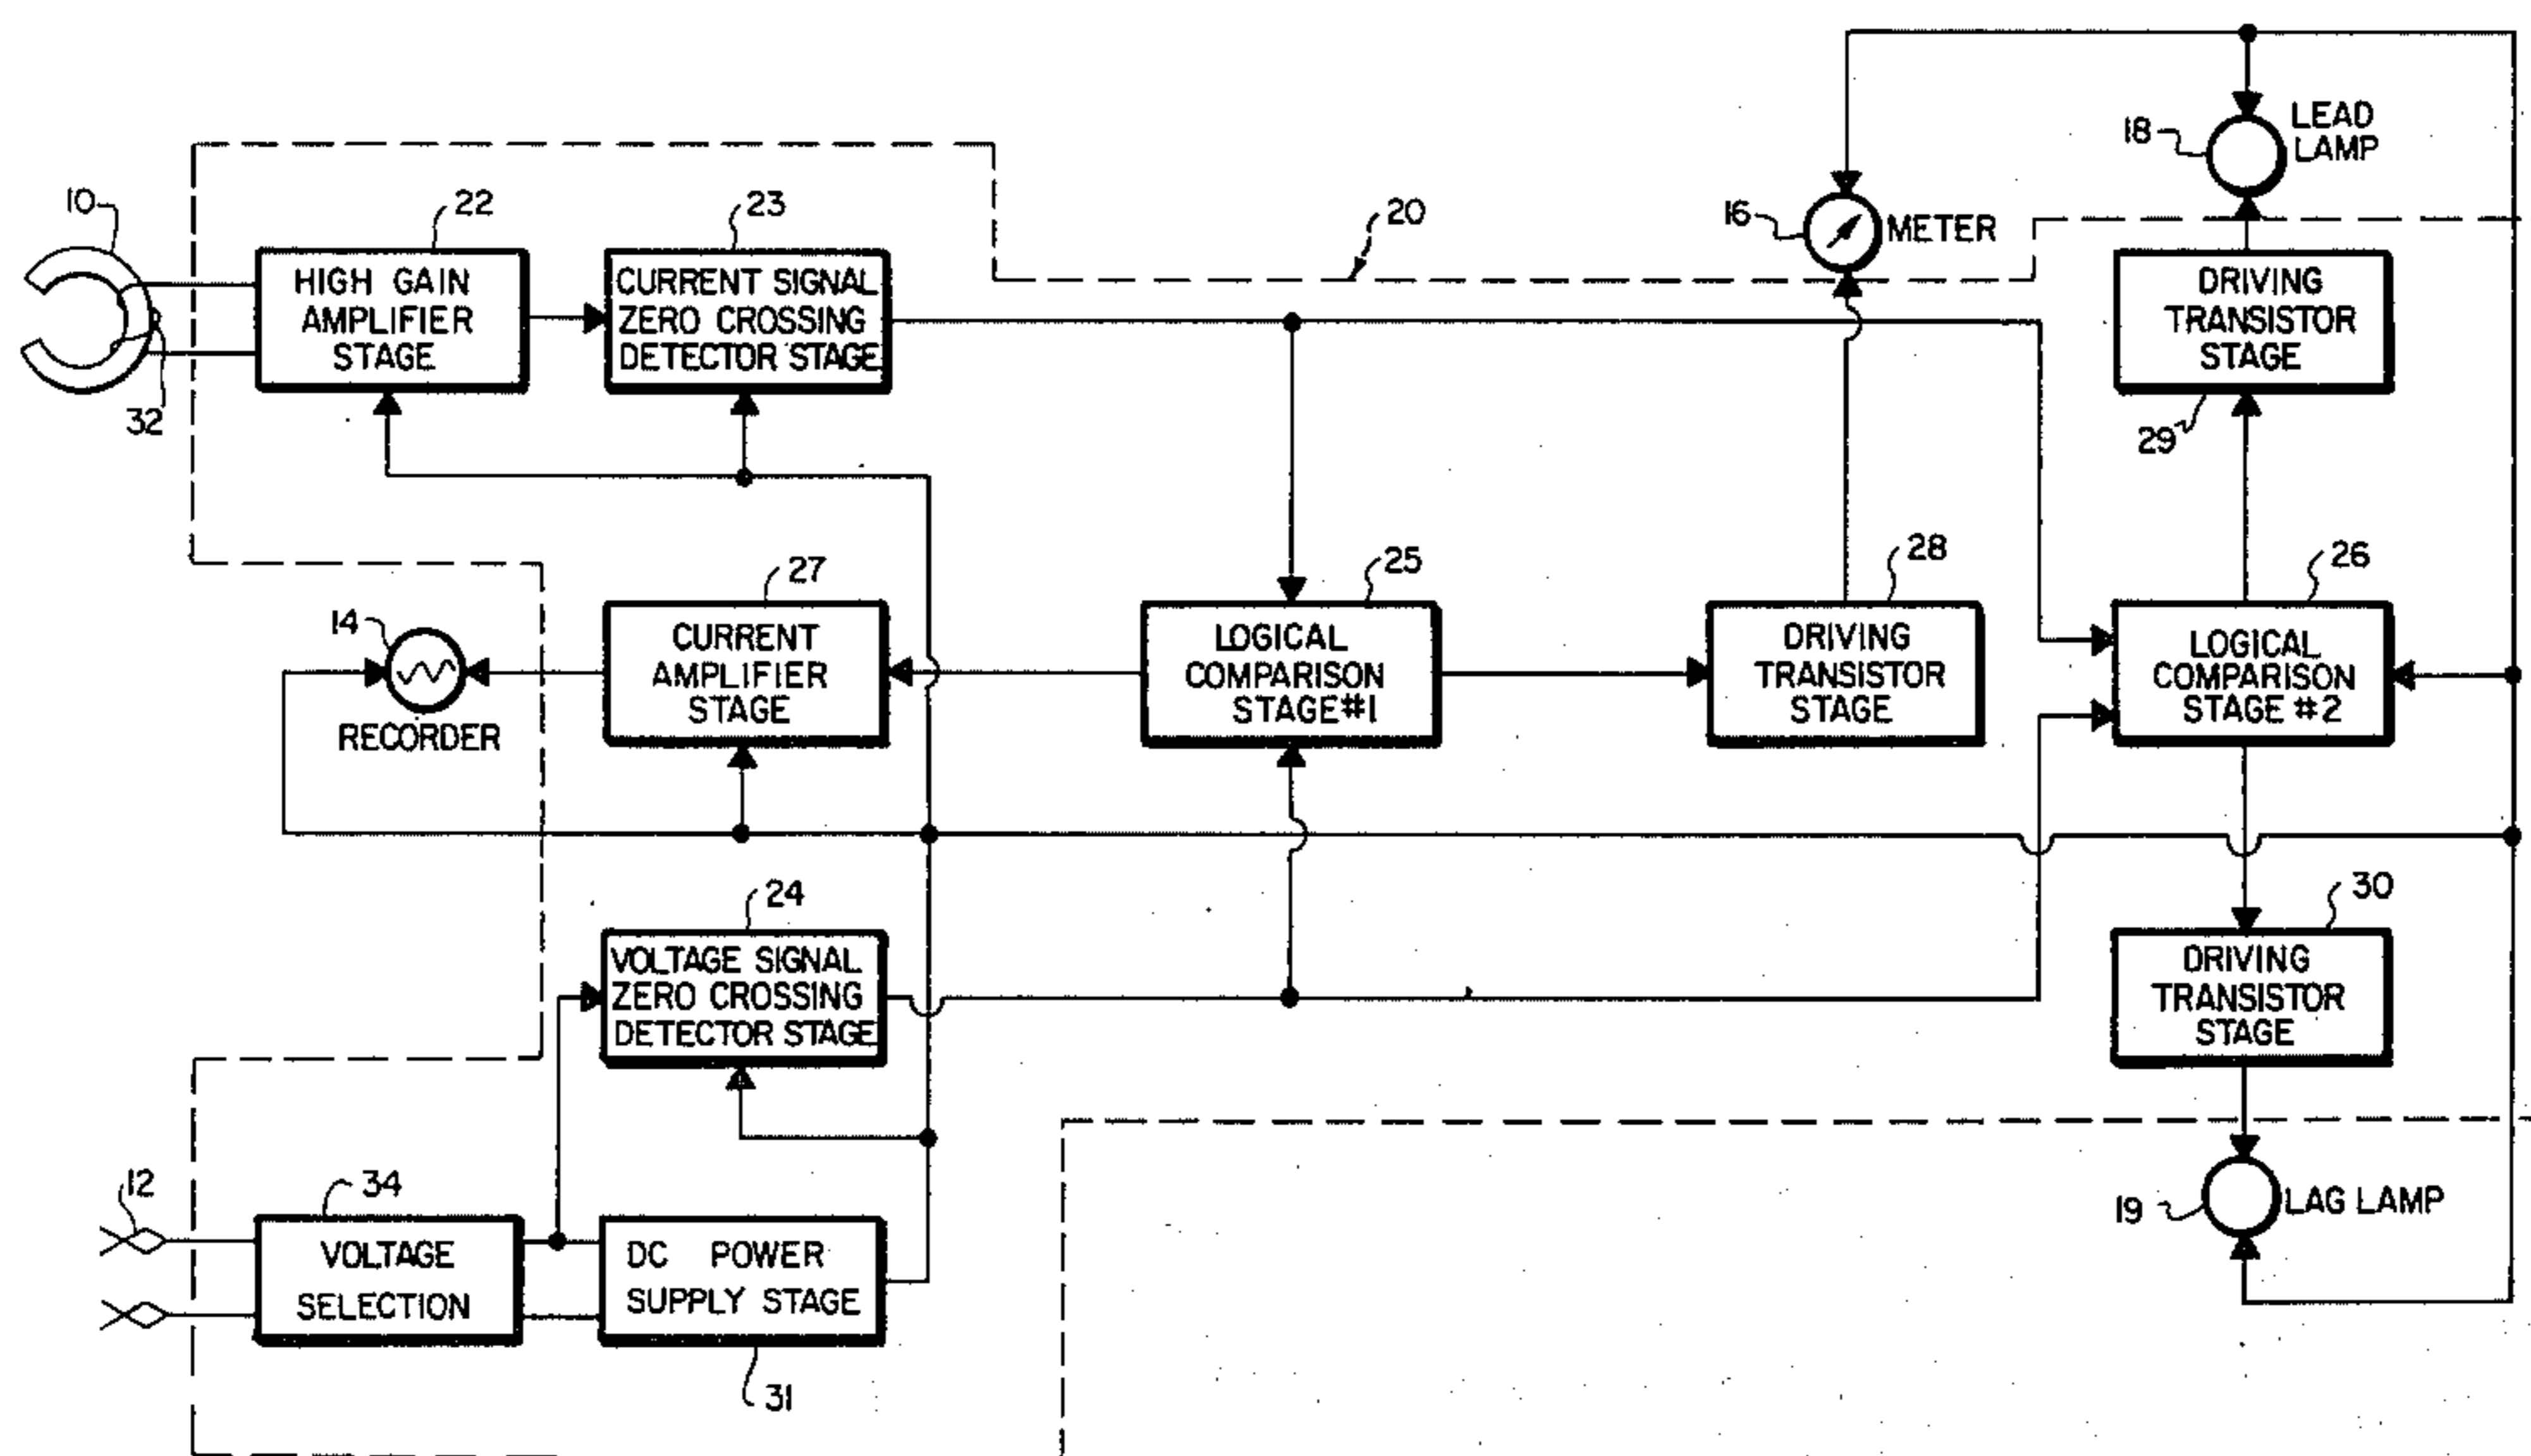 18
LEAD
LAMP
10
22
23
20
16
METER
HIGH GAIN
AMPLIFIER
STAGE
CURRENT SIGNAL
ZERO CROSSING
DETECTOR STAGE
DRIVING
TRANSISTOR
STAGE
32
29
14
27
25
28
26
RECORDER
CURRENT
AMPLIFIER
STAGE
LOGICAL
COMPARISON
STAGE #1
DRIVING
TRANSISTOR
STAGE
LOGICAL
COMPARISON
STAGE #2
24
30
VOLTAGE SIGNAL
ZERO CROSSING
DETECTOR STAGE
DRIVING
TRANSISTOR
STAGE
12
34
19
LAG LAMP
VOLTAGE
SELECTION
DC POWER
SUPPLY STAGE
31